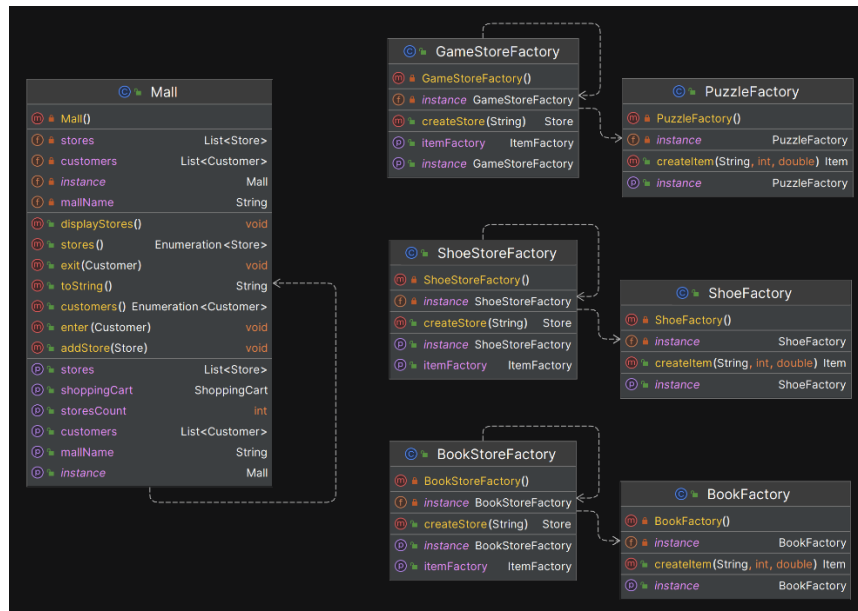 Mall
Mall()
stores List<Store>
customers List<Customer>
instance Mall
mallName String
displayStores() void
stores() Enumeration<Store>
exit(Customer) void
toString() String
customers() Enumeration<Customer>
enter(Customer) void
addStore(Store) void
stores List<Store>
shoppingCart ShoppingCart
storesCount int
customers List<Customer>
mallName String
instance Mall
GameStoreFactory
GameStoreFactory()
instance GameStoreFactory
createStore(String) Store
itemFactory ItemFactory
instance GameStoreFactory
PuzzleFactory
PuzzleFactory()
instance PuzzleFactory
createItem(String, int, double) Item
instance PuzzleFactory
ShoeStoreFactory
ShoeStoreFactory()
instance ShoeStoreFactory
createStore(String) Store
instance ShoeStoreFactory
itemFactory ItemFactory
ShoeFactory
ShoeFactory()
instance ShoeFactory
createItem(String, int, double) Item
instance ShoeFactory
BookStoreFactory
BookStoreFactory()
instance BookStoreFactory
createStore(String) Store
instance BookStoreFactory
itemFactory ItemFactory
BookFactory
BookFactory()
instance BookFactory
createItem(String, int, double) Item
instance BookFactory